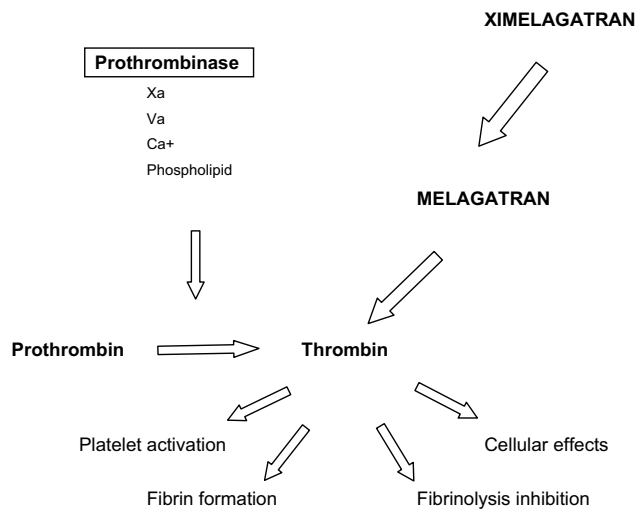 XIMELAGATRAN
Prothrombinase
Xa
Va
Ca+
Phospholipid
MELAGATRAN
Prothrombin
Thrombin
Platelet activation
Cellular effects
Fibrin formation
Fibrinolysis inhibition